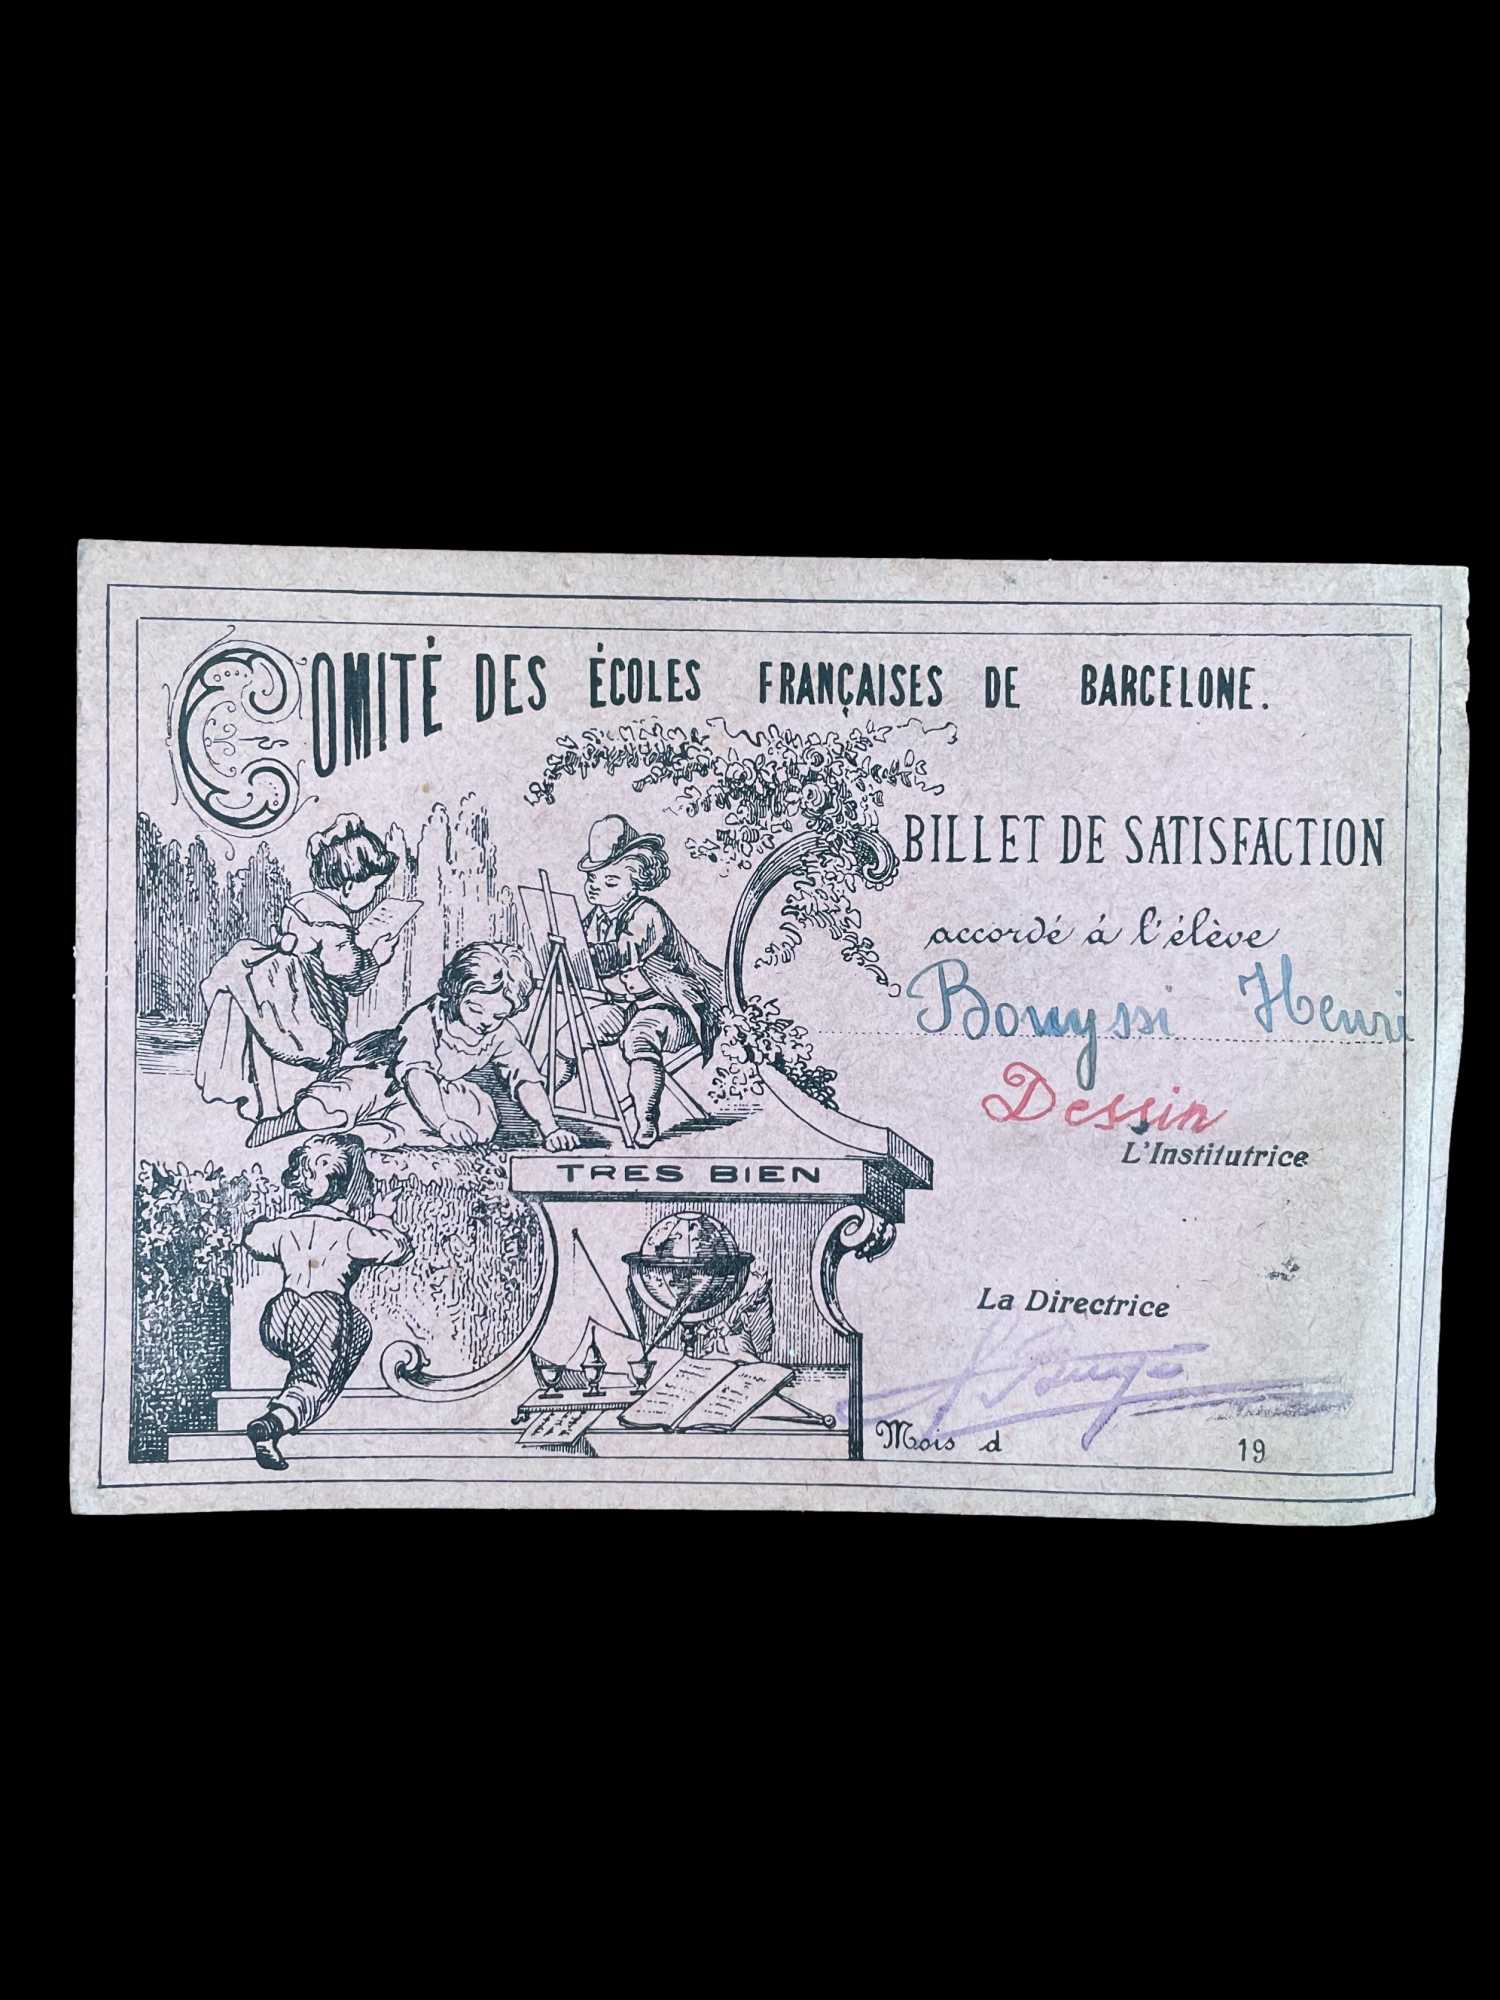 COMITÉ DES ÉCOLES FRANÇAISES DE BARCELONE.
BILLET DE SATISFACTION
accordé à l'élève
Bouyssi Henri
Dessin
L'Institutrice
TRES BIEN
La Directrice
Mois d 19